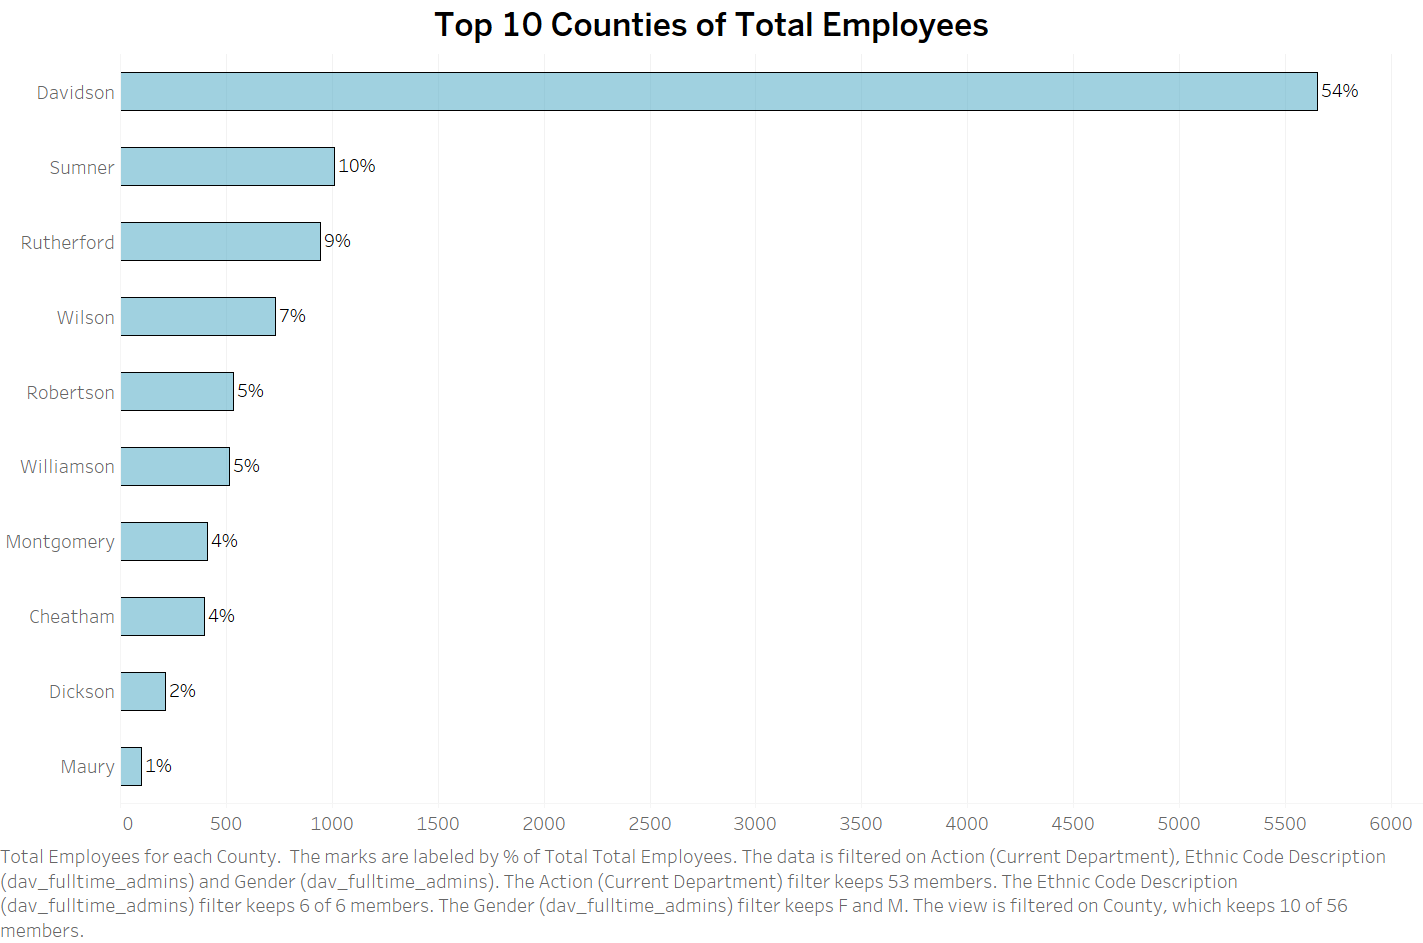 Top 10 Counties of Total Employees
Davidson 54%
Sumner 10%
Rutherford 9%
Wilson 7%
Robertson 5%
Williamson 5%
Montgomery 4%
Cheatham 4%
Dickson 2%
Maury 1%
0 500 1000 1500 2000 2500 3000 3500 4000 4500 5000 5500 6000
Total Employees for each County.  The marks are labeled by % of Total Total Employees. The data is filtered on Action (Current Department), Ethnic Code Description
(dav_fulltime_admins) and Gender (dav_fulltime_admins). The Action (Current Department) filter keeps 53 members. The Ethnic Code Description
(dav_fulltime_admins) filter keeps 6 of 6 members. The Gender (dav_fulltime_admins) filter keeps F and M. The view is filtered on County, which keeps 10 of 56
members.